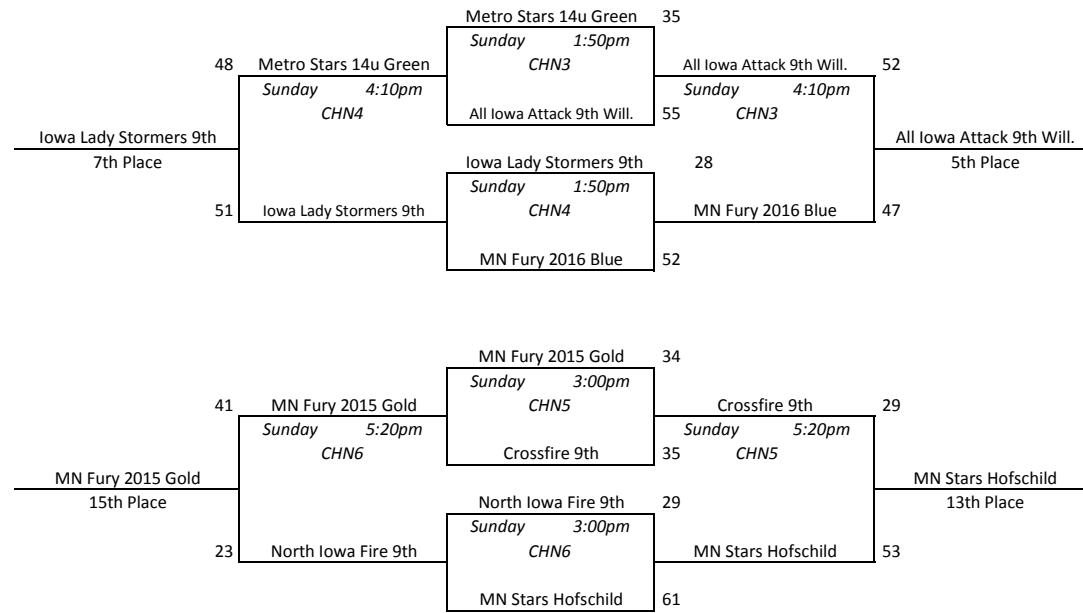 Metro Stars 14u Green 35
Sunday 1:50pm
48 Metro Stars 14u Green CHN3 All Iowa Attack 9th Will. 52
Sunday 4:10pm Sunday 4:10pm
CHN4 All Iowa Attack 9th Will. 55 CHN3
Iowa Lady Stormers 9th All Iowa Attack 9th Will.
7th Place Iowa Lady Stormers 9th 28 5th Place
Sunday 1:50pm
51 Iowa Lady Stormers 9th CHN4 MN Fury 2016 Blue 47
MN Fury 2016 Blue 52
MN Fury 2015 Gold 34
Sunday 3:00pm
41 MN Fury 2015 Gold CHN5 Crossfire 9th 29
Sunday 5:20pm Sunday 5:20pm
CHN6 Crossfire 9th 35 CHN5
MN Fury 2015 Gold MN Stars Hofschild
15th Place North Iowa Fire 9th 29 13th Place
Sunday 3:00pm
23 North Iowa Fire 9th CHN6 MN Stars Hofschild 53
MN Stars Hofschild 61